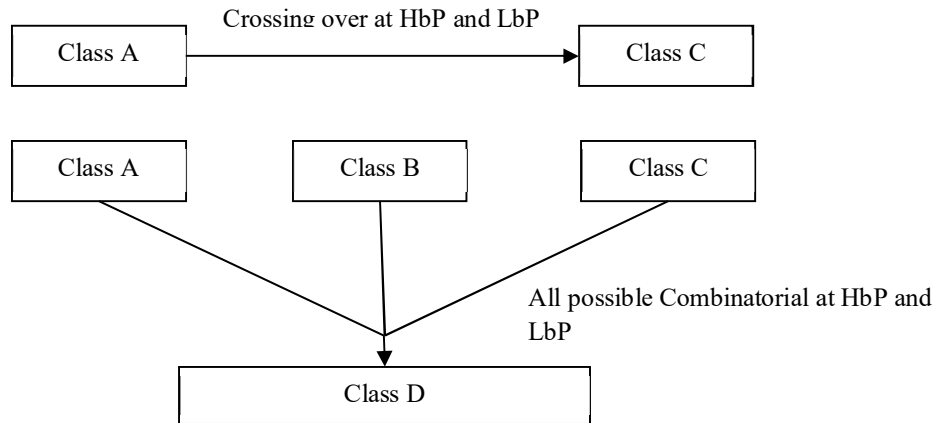 Crossing over at HbP and LbP
Class A
Class C
Class A
Class B
Class C
All possible Combinatorial at HbP and
LbP
Class D